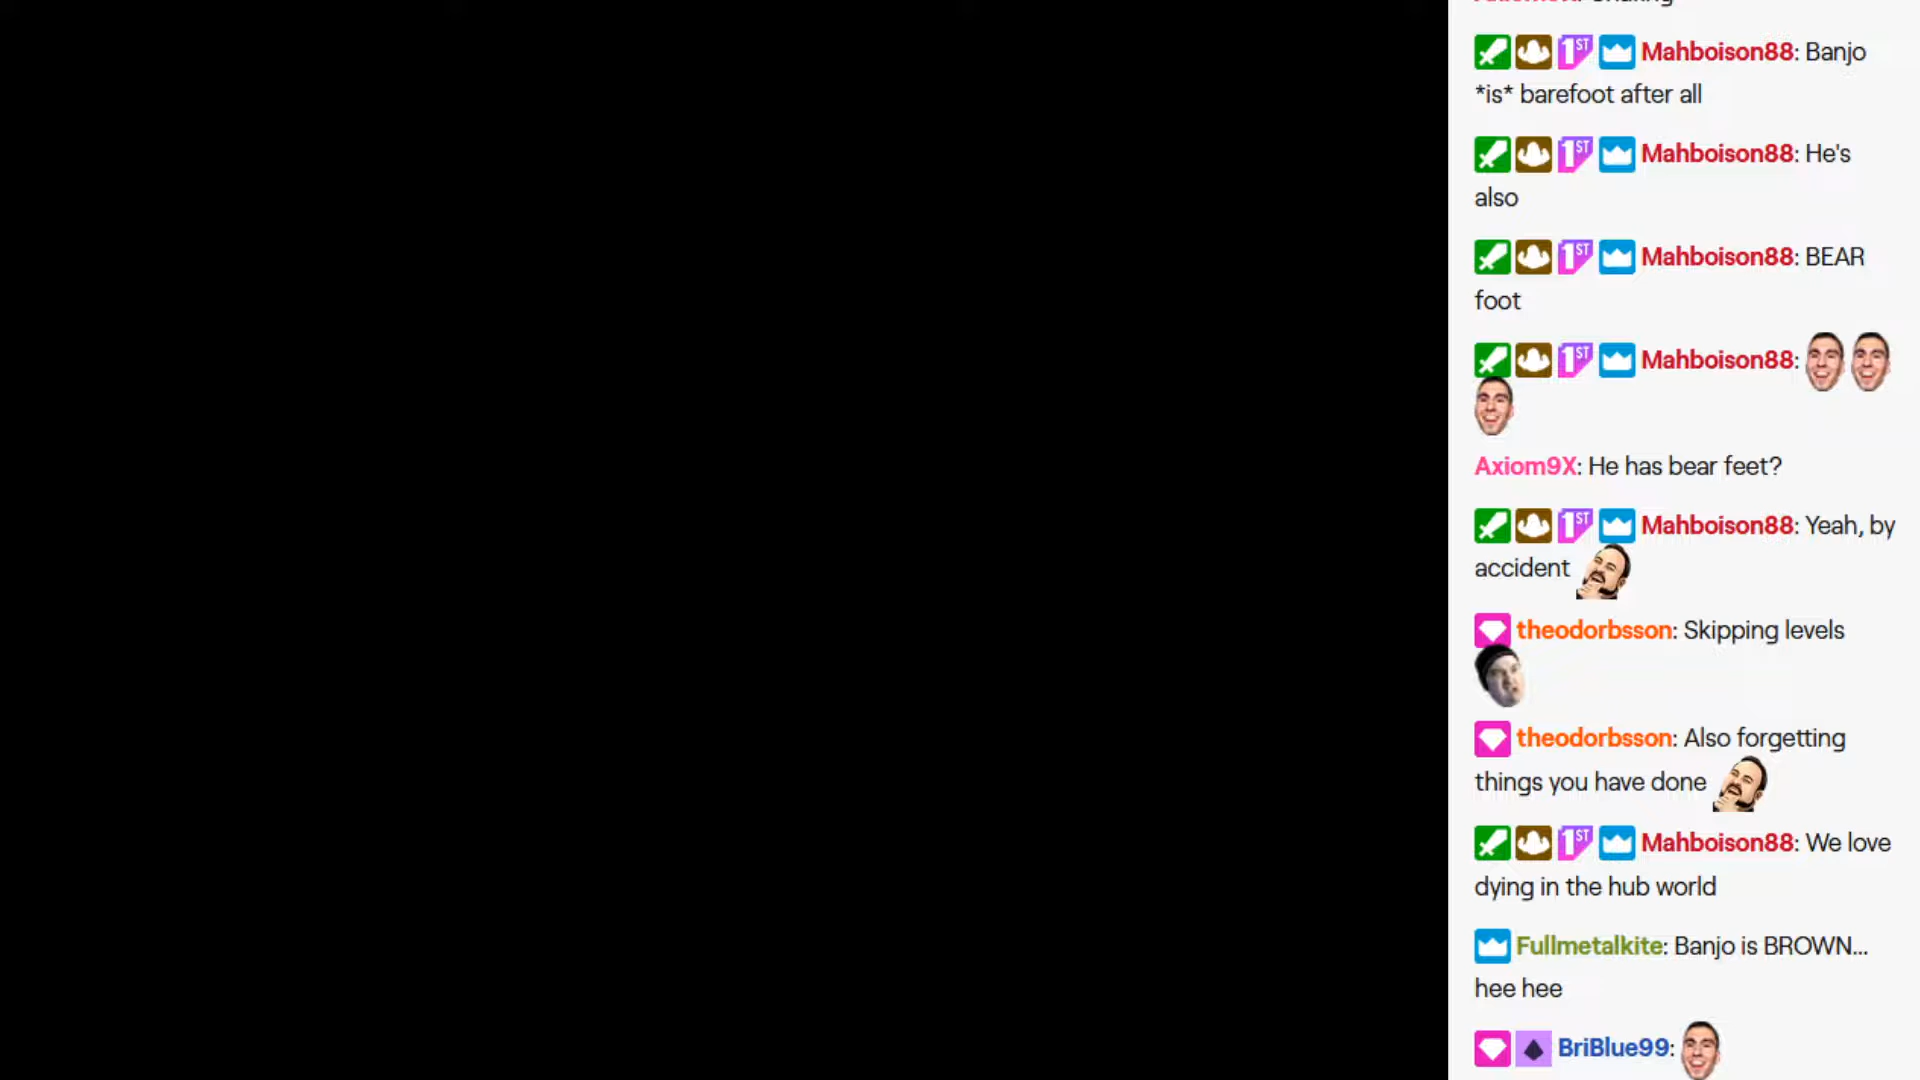 Mahboison88: Banjo
*is* barefoot after all
Mahboison88: He's
also
Mahboison88: BEAR
foot
Mahboison88:
Axiom9X: He has bear feet?
Mahboison88: Yeah, by
accident
theodorbsson: Skipping levels
theodorbsson: Also forgetting
things you have done
Mahboison88: We love
dying in the hub world
Fullmetalkite: Banjo is BROWN...
hee hee
BriBlue99: